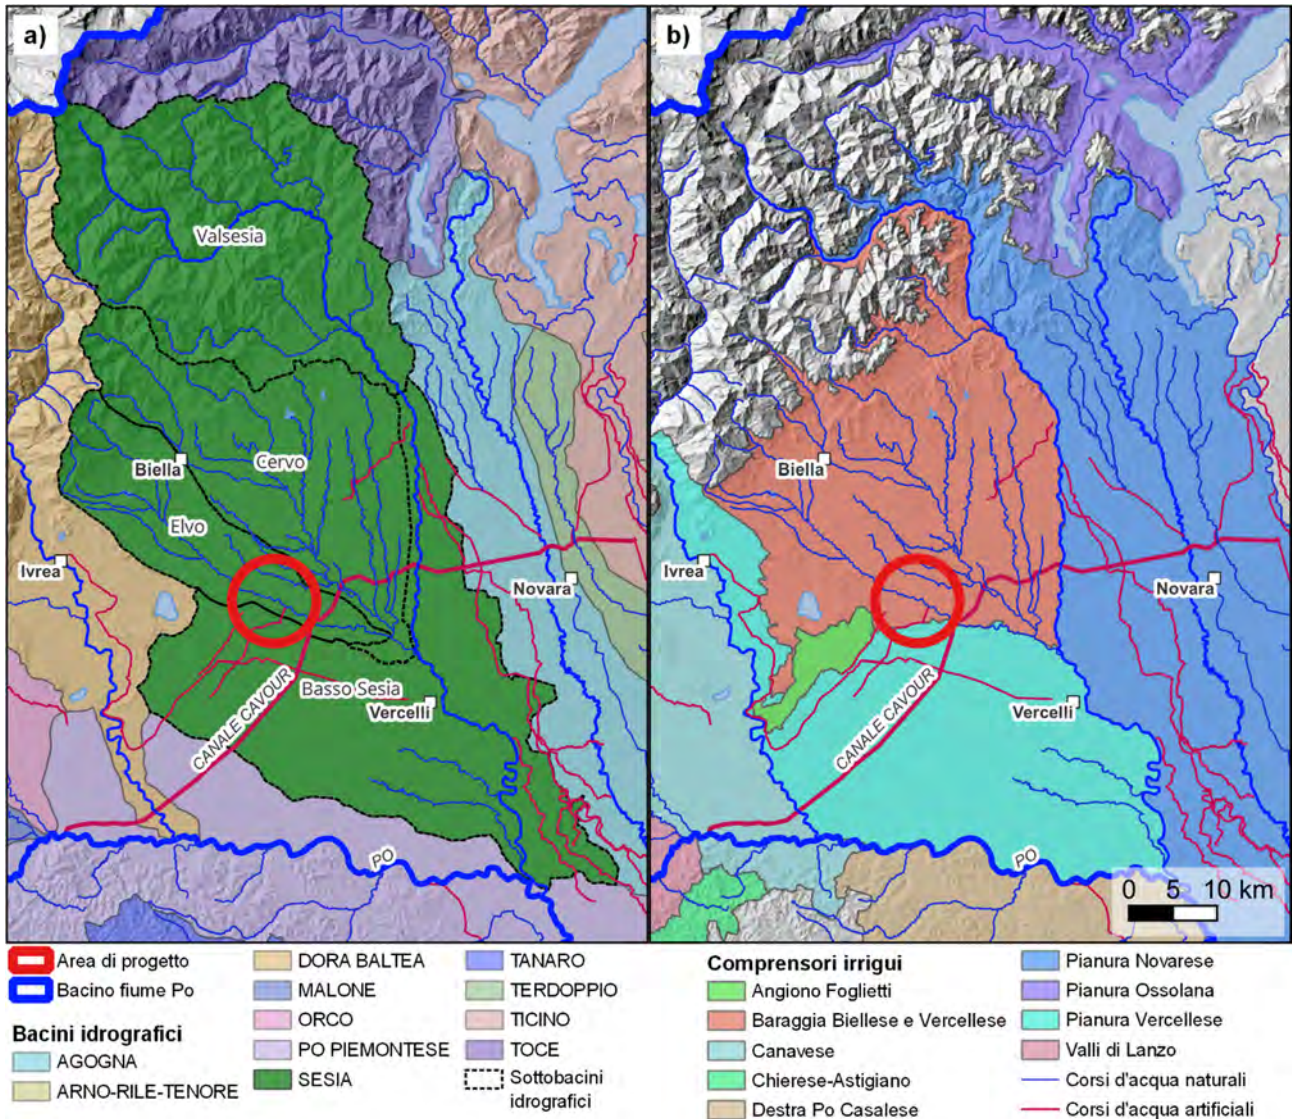 a)
Valsesia
Biella
Cervo
Elvo
Ivrea
Novara
Basso Sesia
Vercelli
CANALE CAVOUR
PO
b)
Biella
Ivrea
Novara
Vercelli
CANALE CAVOUR
PO
0 5 10 km
Area di progetto
Bacino fiume Po
Bacini idrografici
AGOGNA
ARNO-RILE-TENORE
DORA BALTEA
MALONE
ORCO
PO PIEMONTESE
SESIA
TANARO
TERDOPPIO
TICINO
TOCE
Sottobacini
idrografici
Comprensori irrigui
Angiono Foglietti
Baraggia Biellese e Vercellese
Canavese
Chierese-Astigiano
Destra Po Casalese
Pianura Novarese
Pianura Ossolana
Pianura Vercellese
Valli di Lanzo
Corsi d'acqua naturali
Corsi d'acqua artificiali